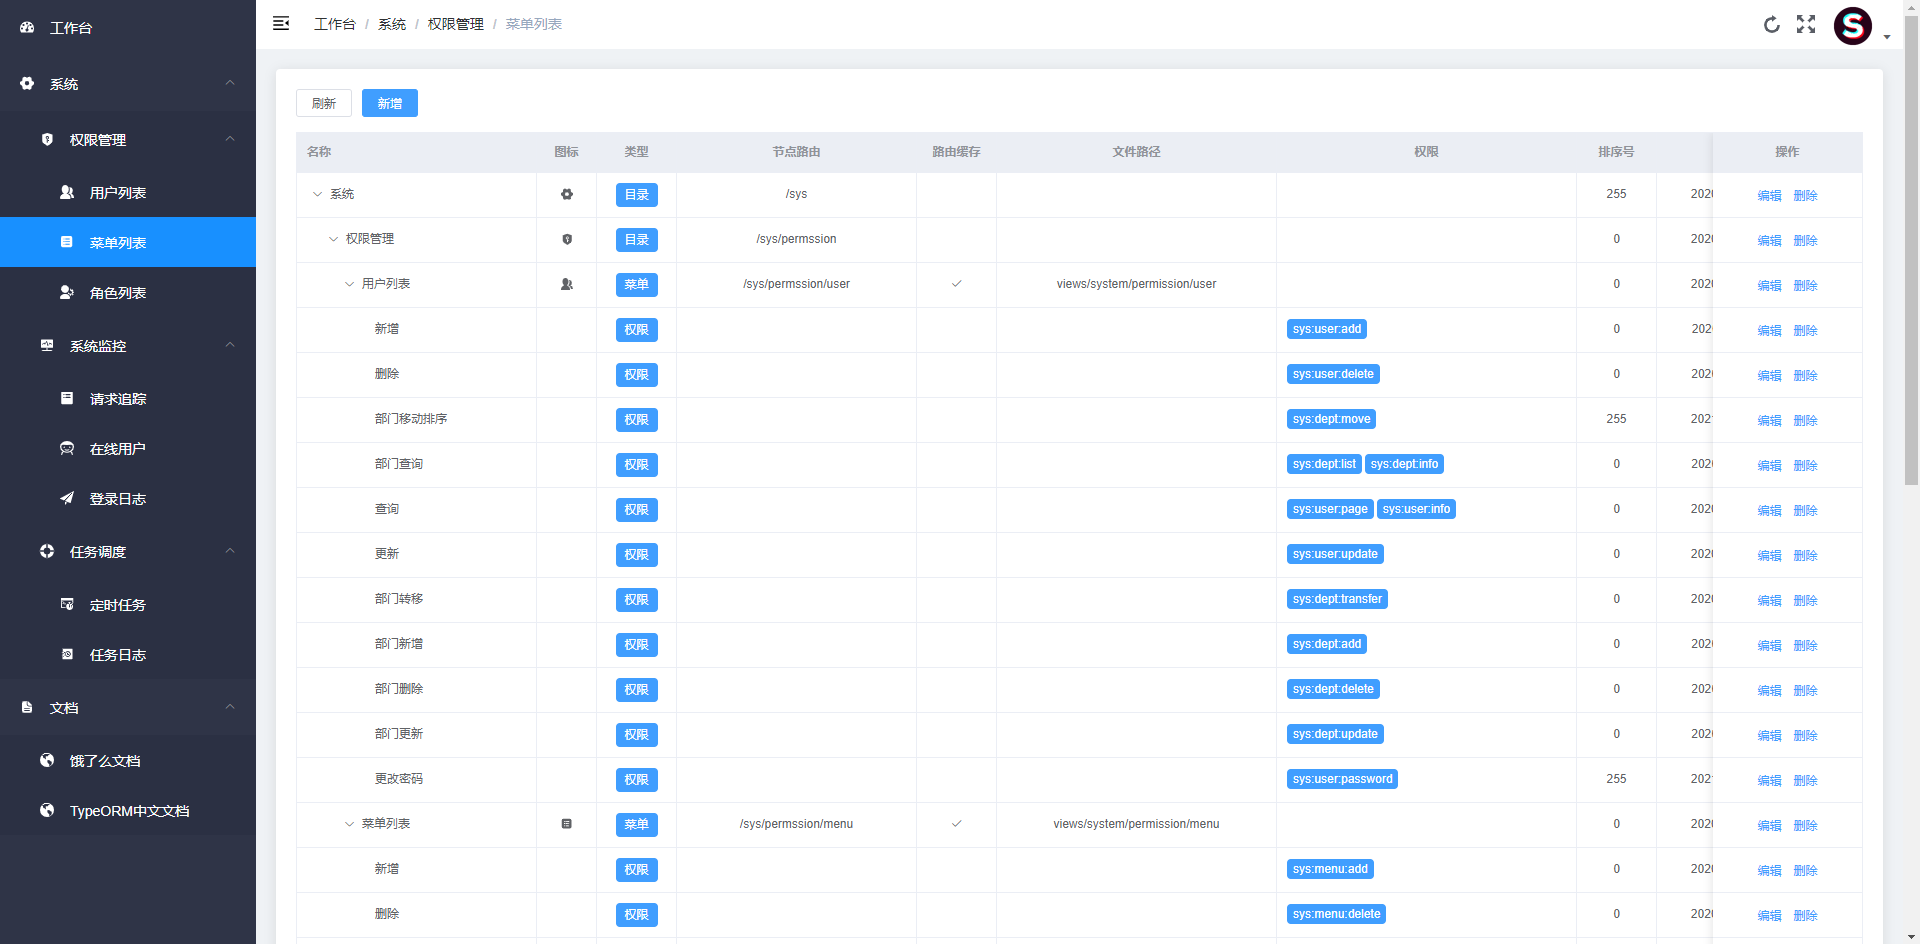 工作台
系统
权限管理
用户列表
菜单列表
角色列表
系统监控
请求追踪
在线用户
登录日志
任务调度
定时任务
任务日志
文档
饿了么文档
TypeORM中文文档
工作台 / 系统 / 权限管理 / 菜单列表
S
刷新 新增
名称 图标 类型 节点路由 路由缓存 文件路径 权限 排序号 操作
系统 目录 /sys 255 2020 编辑 删除
权限管理 目录 /sys/permssion 0 2020 编辑 删除
用户列表 菜单 /sys/permssion/user views/system/permission/user 0 2020 编辑 删除
新增 权限 sys:user:add 0 202 编辑 删除
删除 权限 sys:user:delete 0 2020 编辑 删除
部门移动排序 权限 sys:dept:move 255 202 编辑 删除
部门查询 权限 sys:dept:list sys:dept:info 0 2020 编辑 删除
查询 权限 sys:user:page sys:user:info 0 2020 编辑 删除
更新 权限 sys:user:update 0 2020 编辑 删除
部门转移 权限 sys:dept:transfer 0 2020 编辑 删除
部门新增 权限 sys:dept:add 0 2020 编辑 删除
部门删除 权限 sys:dept:delete 0 2020 编辑 删除
部门更新 权限 sys:dept:update 0 2020 编辑 删除
更改密码 权限 sys:user:password 255 202 编辑 删除
菜单列表 菜单 /sys/permssion/menu views/system/permission/menu 0 2020 编辑 删除
新增 权限 sys:menu:add 0 2020 编辑 删除
删除 权限 sys:menu:delete 0 2020 编辑 删除